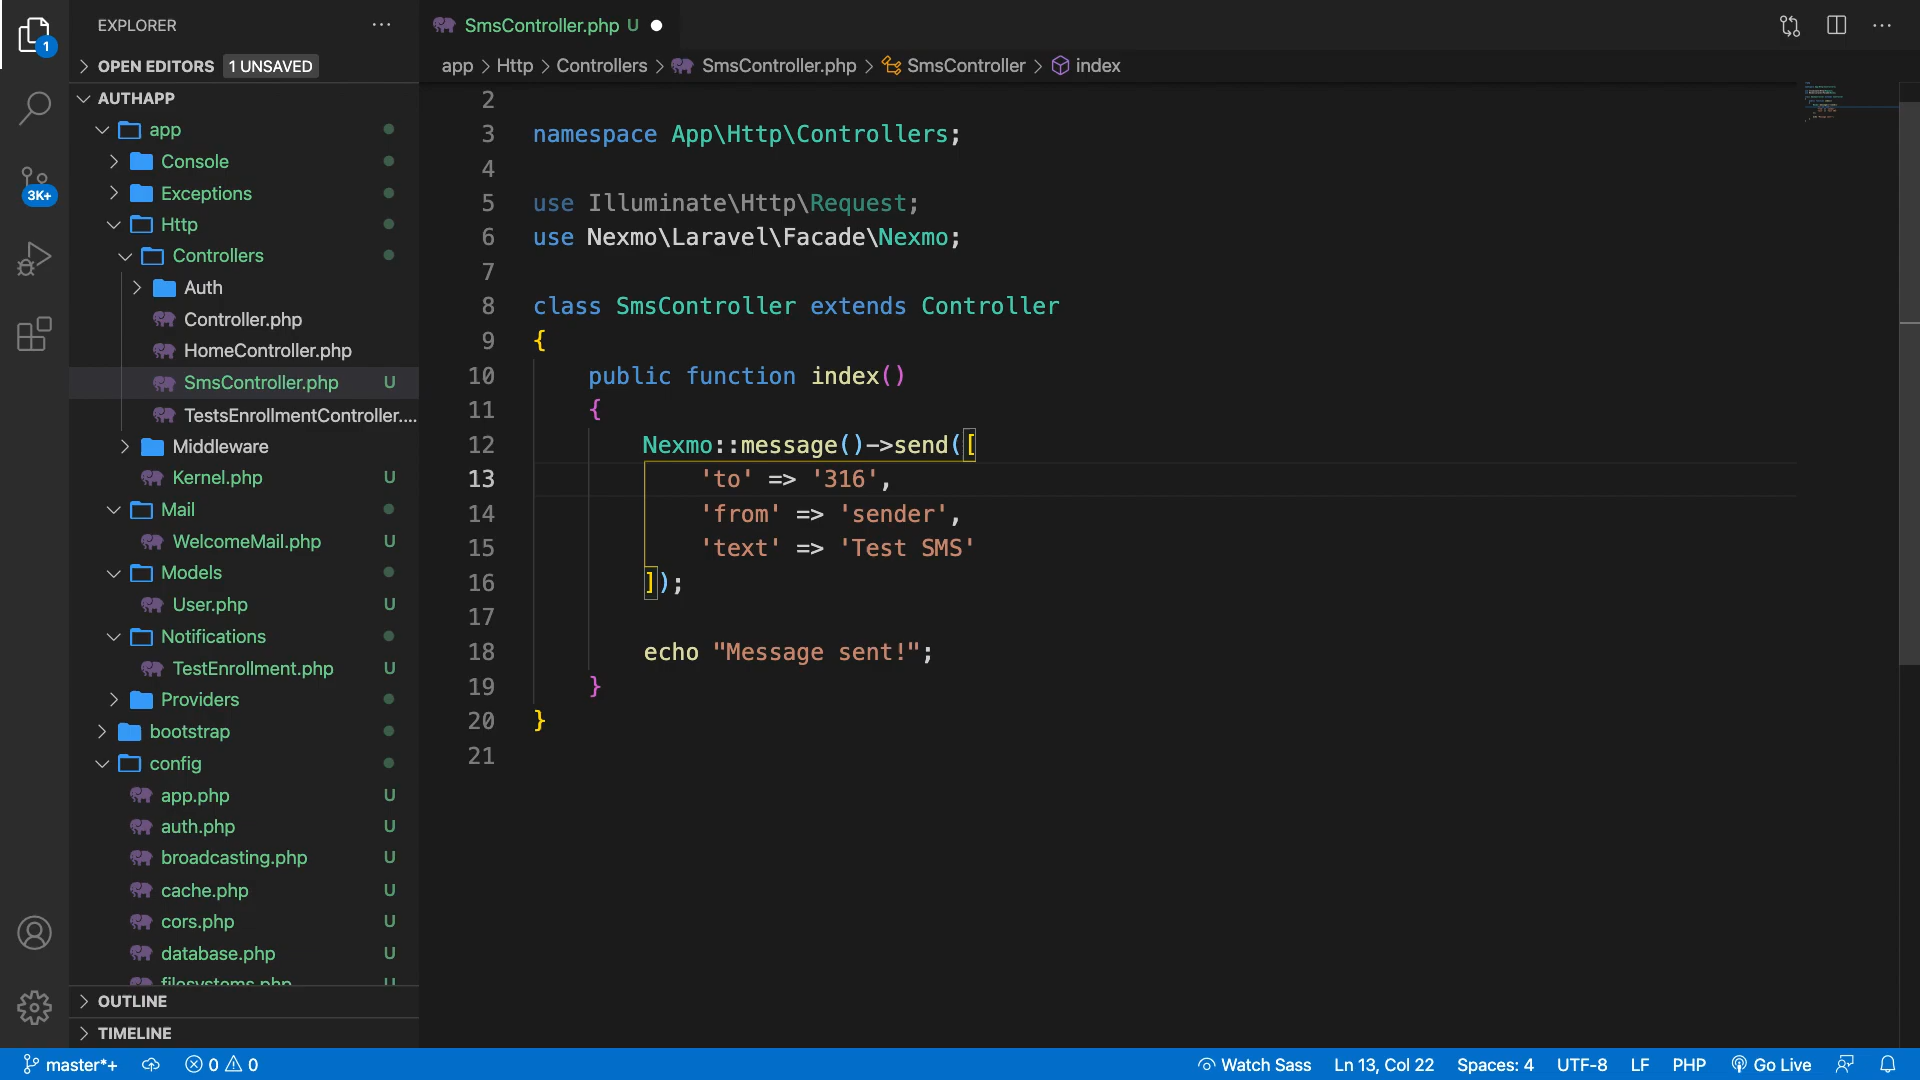 EXPLORER
1
OPEN EDITORS 1 UNSAVED
AUTHAPP
app
Console
Exceptions
3K+
Http
Controllers
Auth
Controller.php
HomeController.php
SmsController.php U
TestsEnrollmentController....
Middleware
Kernel.php U
Mail
WelcomeMail.php U
Models
User.php U
Notifications
TestEnrollment.php U
Providers
bootstrap
config
app.php U
auth.php U
broadcasting.php U
cache.php U
cors.php U
database.php U
filesystems.php U
OUTLINE
TIMELINE
SmsController.php U
app > Http > Controllers > SmsController.php > SmsController > index
2
3 namespace App\Http\Controllers;
4
5 use Illuminate\Http\Request;
6 use Nexmo\Laravel\Facade\Nexmo;
7
8 class SmsController extends Controller
9 {
10 public function index()
11 {
12 Nexmo::message()->send([
13 'to' => '316',
14 'from' => 'sender',
15 'text' => 'Test SMS'
16 ]);
17
18 echo "Message sent!";
19 }
20 }
21
master*+ 0 0 Watch Sass Ln 13, Col 22 Spaces: 4 UTF-8 LF PHP Go Live